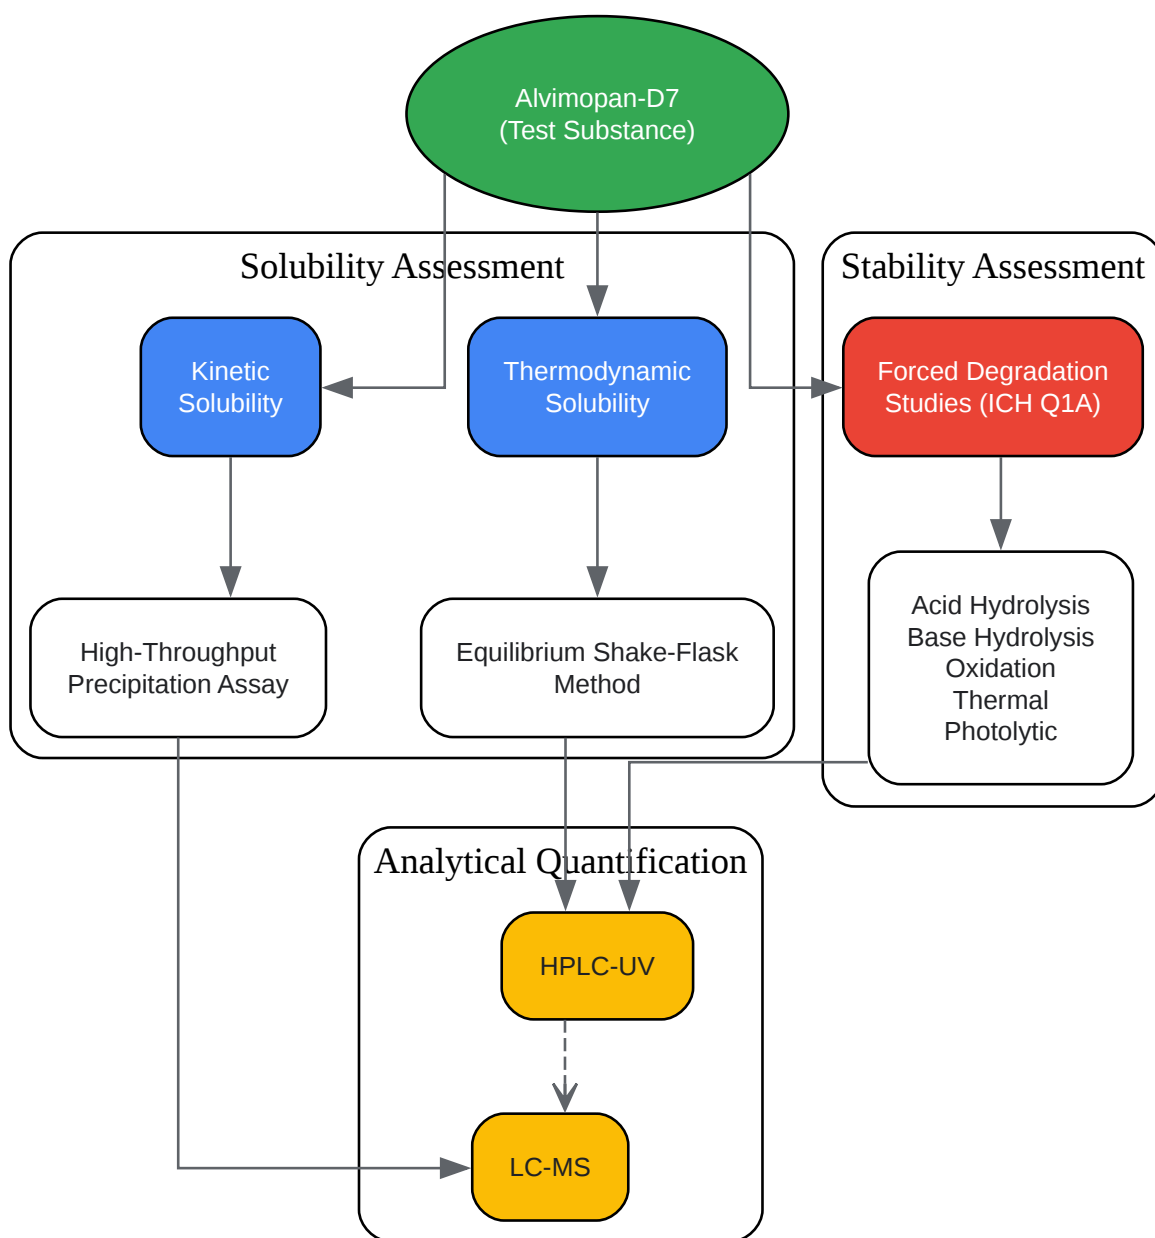 Alvimopan-D7
(Test Substance)
Solubility Assessment
Stability Assessment
Kinetic
Solubility
Thermodynamic
Solubility
Forced Degradation
Studies (ICH Q1A)
High-Throughput
Precipitation Assay
Equilibrium Shake-Flask
Method
Acid Hydrolysis
Base Hydrolysis
Oxidation
Thermal
Photolytic
Analytical Quantification
HPLC-UV
LC-MS